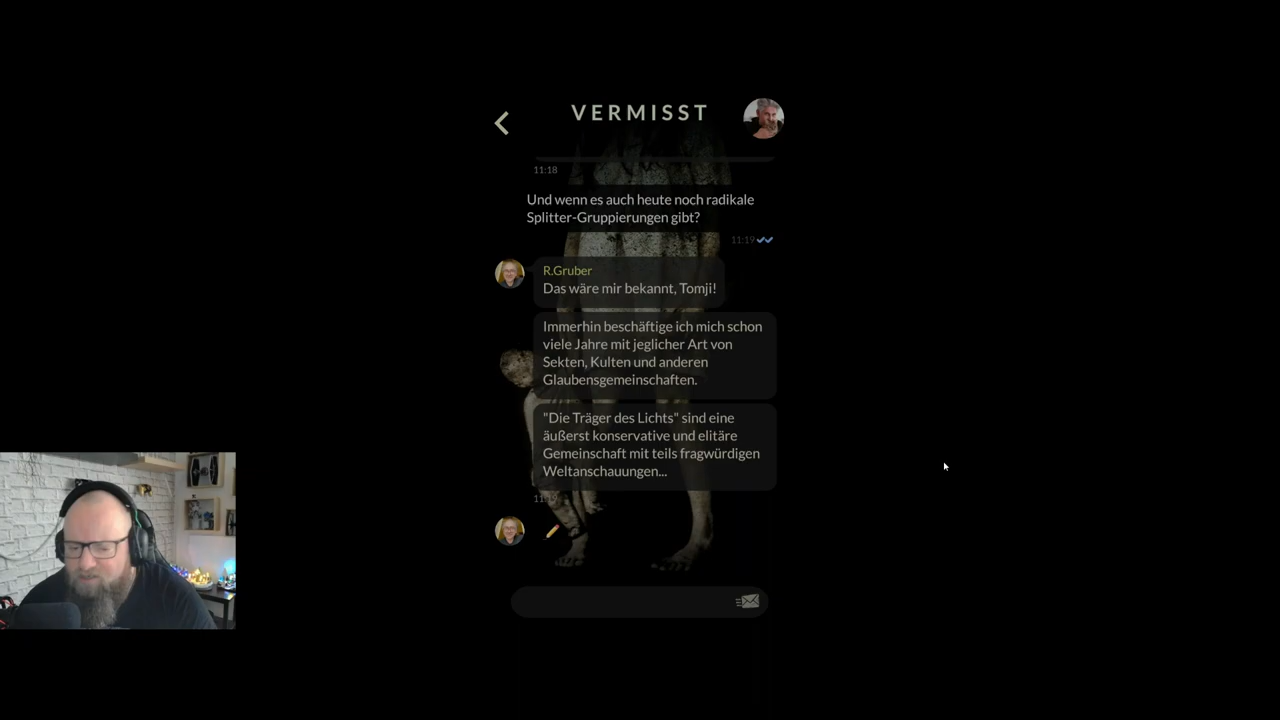 VERMISST
11:18
Und wenn es auch heute noch radikale
Splitter-Gruppierungen gibt?
11:19
R.Gruber
Das wäre mir bekannt, Tomji!
Immerhin beschäftige ich mich schon
viele Jahre mit jeglicher Art von
Sekten, Kulten und anderen
Glaubensgemeinschaften.
"Die Träger des Lichts" sind eine
äußerst konservative und elitäre
Gemeinschaft mit teils fragwürdigen
Weltanschauungen...
11:19